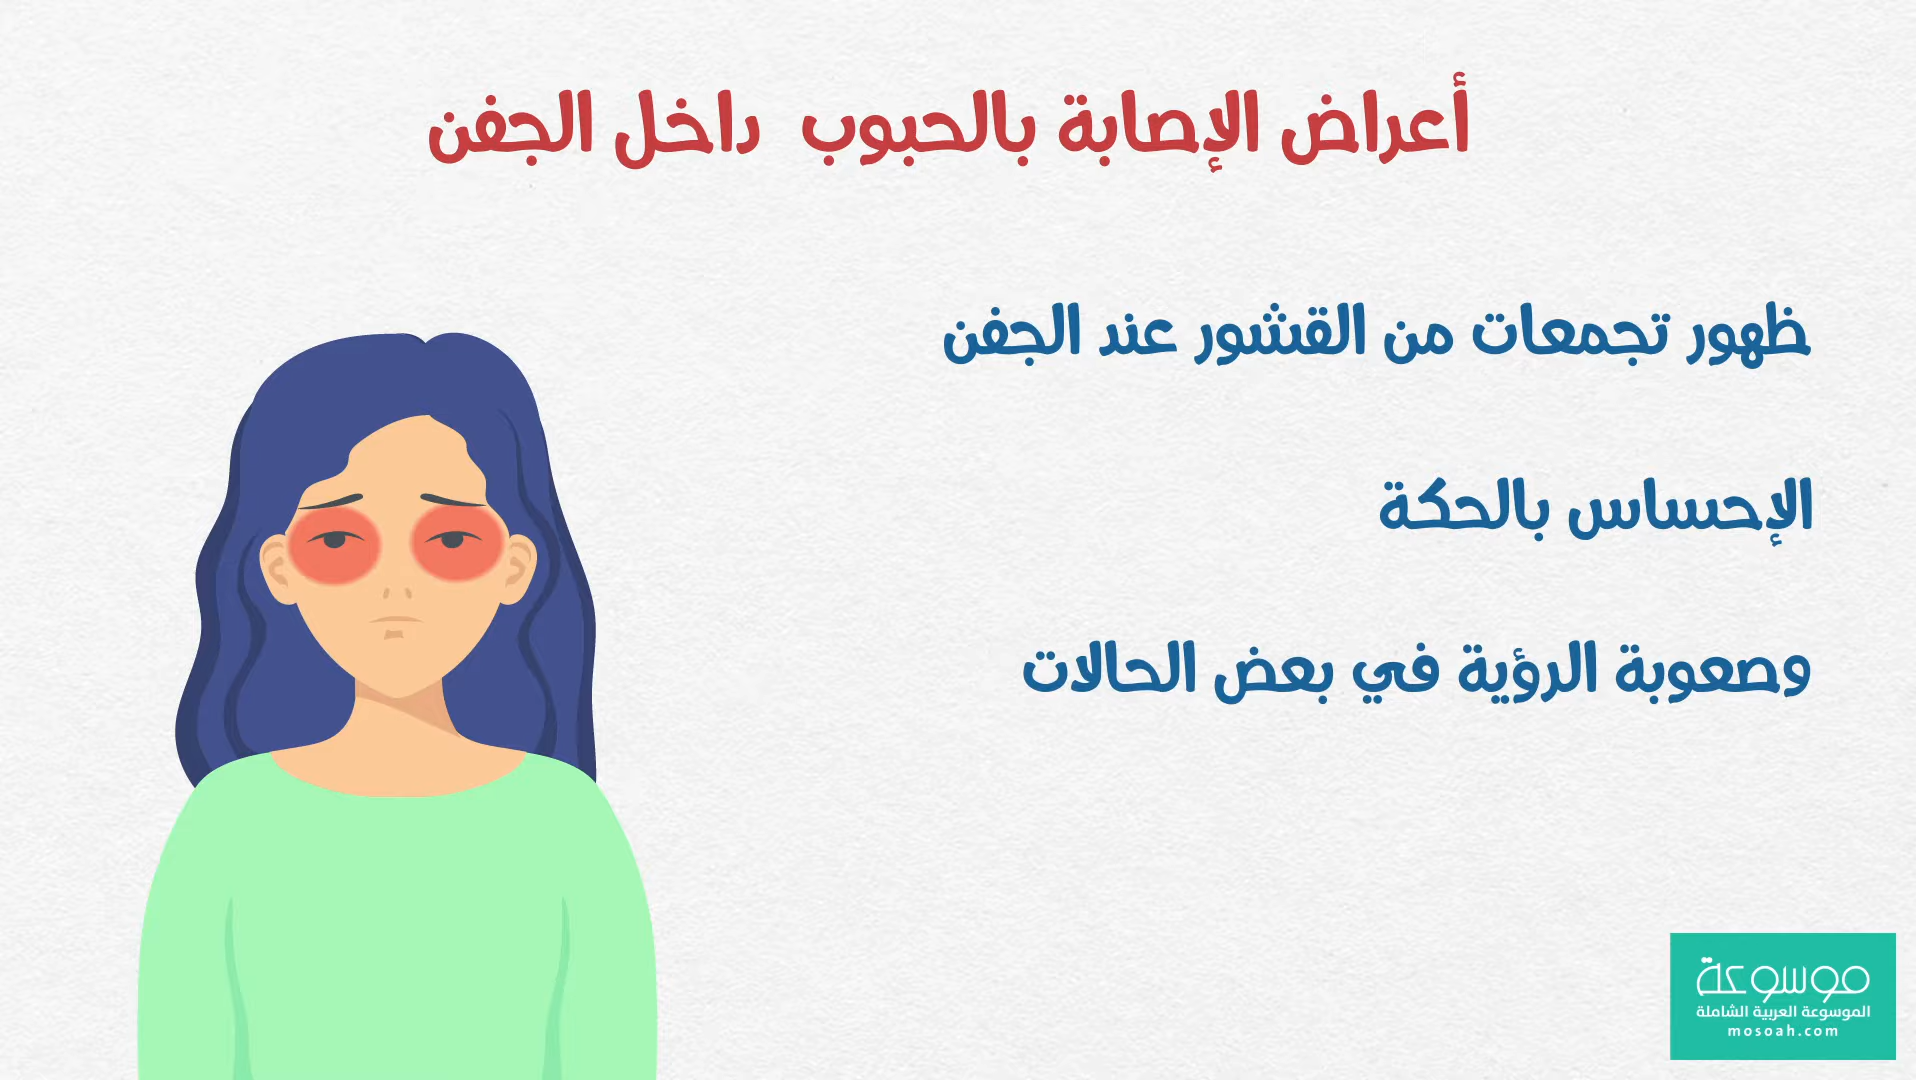 أعراض الإصابة بالحبوب داخل الجفن
ظهور تجمعات من القشور عند الجفن
الإحساس بالحكة
وصعوبة الرؤية في بعض الحالات
موسوعة
الموسوعة العربية الشاملة
mosoah.com